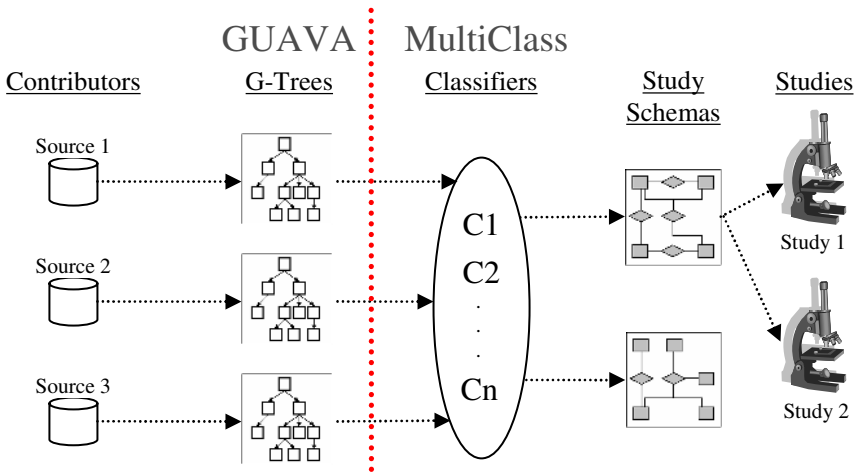 GUAVA
MultiClass
Contributors
G-Trees
Classifiers
Study
Schemas
Studies
Source 1
Source 2
Source 3
C1
C2
.
.
.
.
Cn
Study 1
Study 2